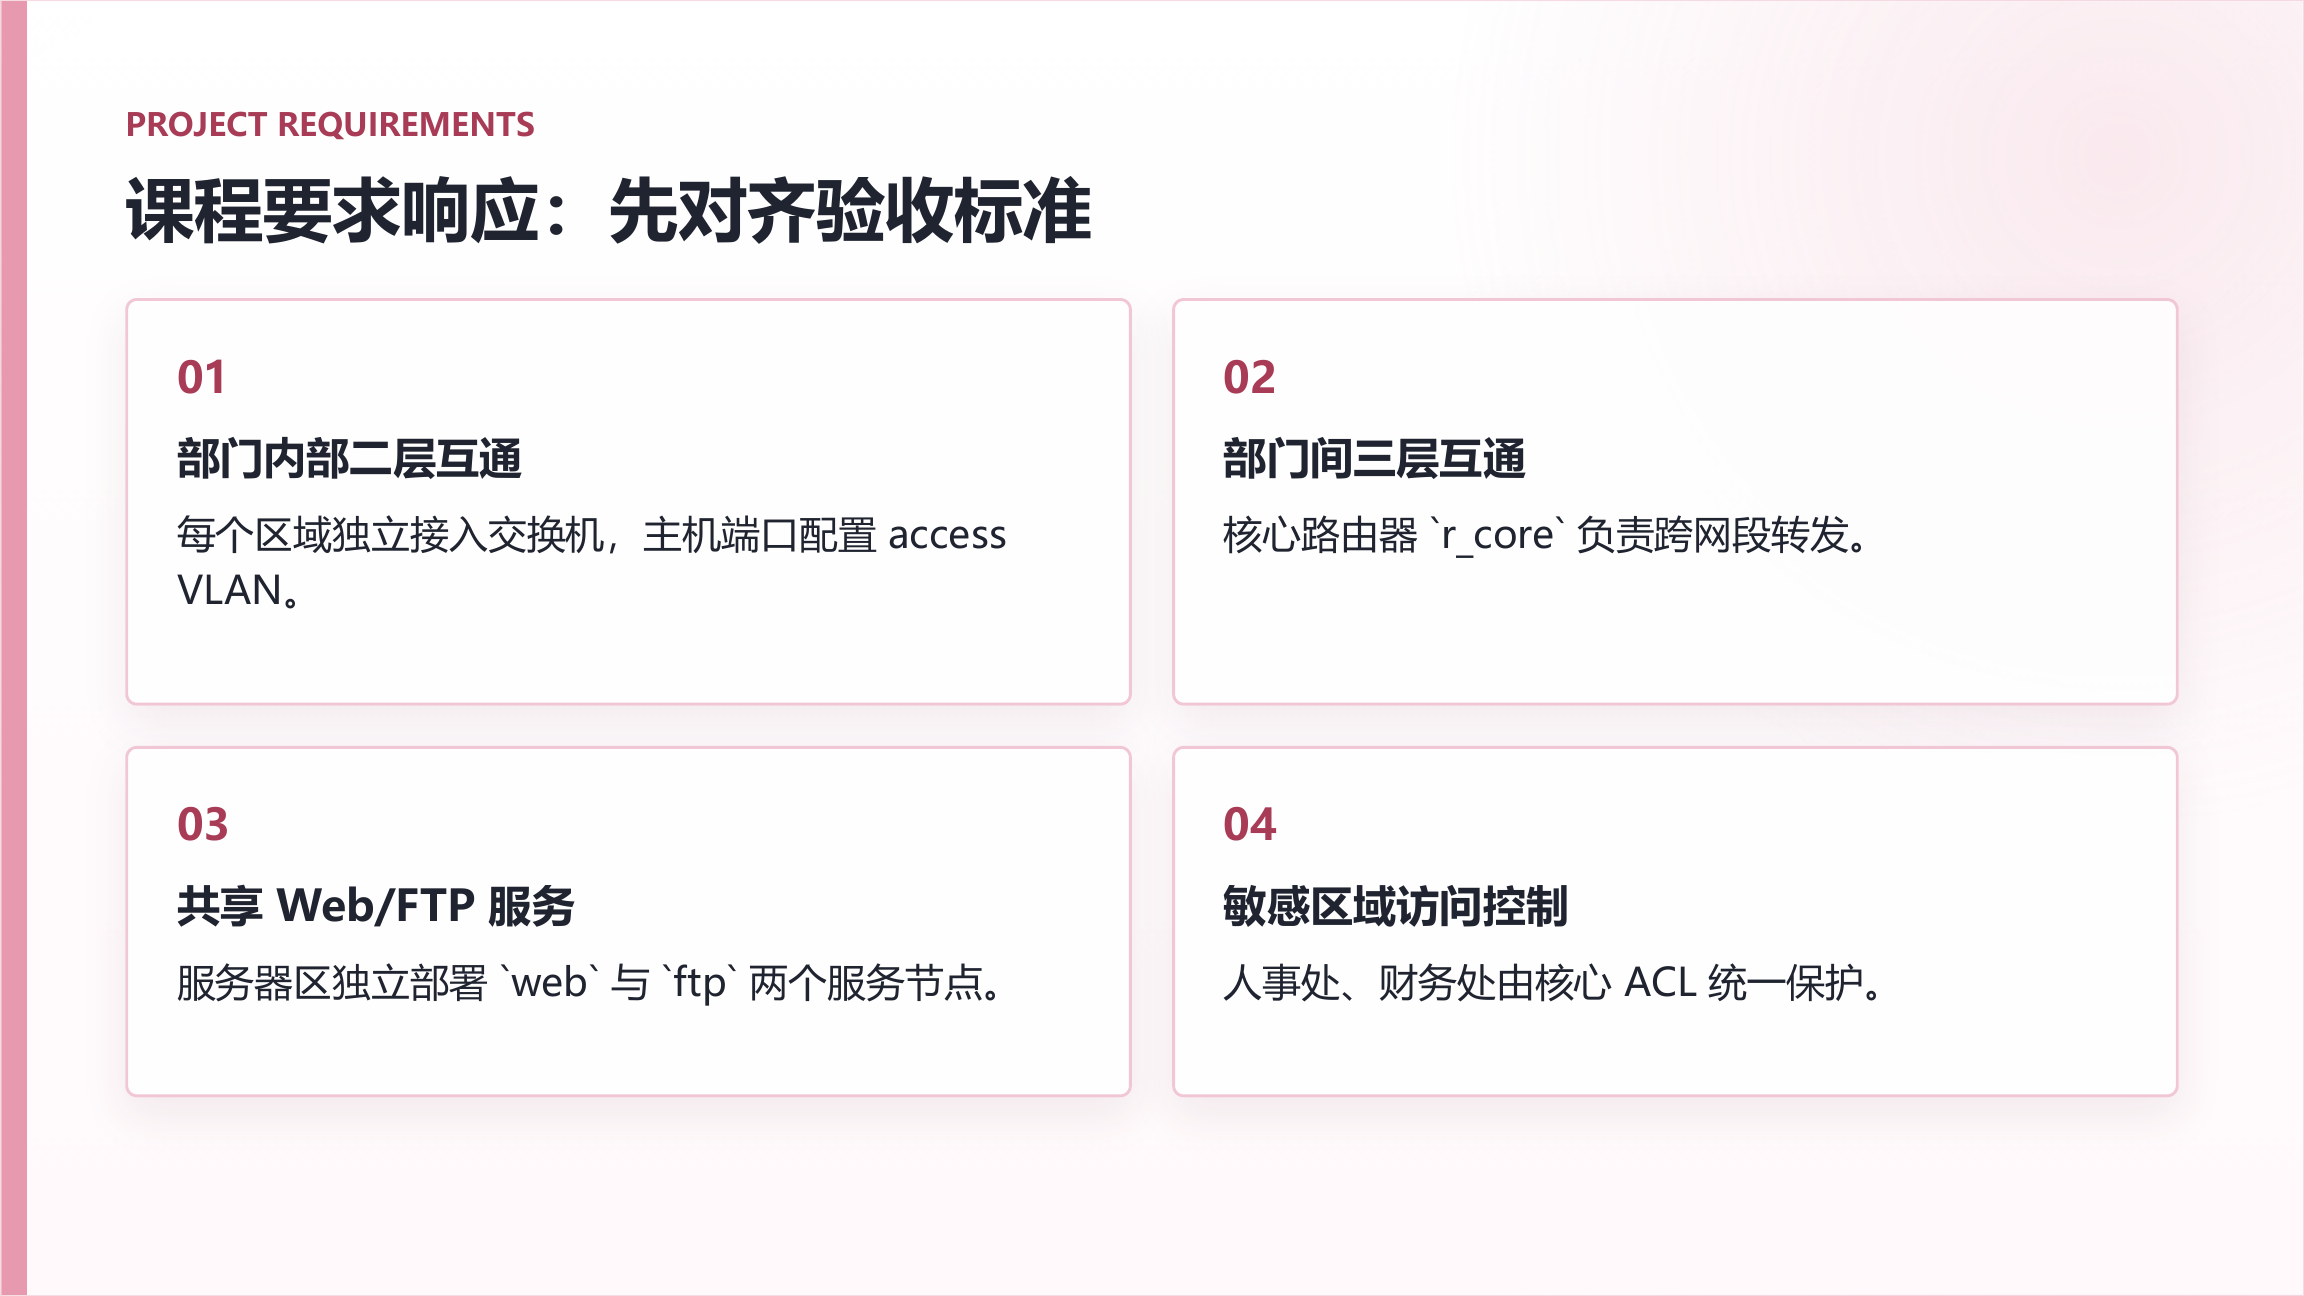 PROJECT REQUIREMENTS
课程要求响应：先对齐验收标准
01
部门内部二层互通
每个区域独立接入交换机，主机端口配置 access
VLAN。
02
部门间三层互通
核心路由器 `r_core` 负责跨网段转发。
03
共享 Web/FTP 服务
服务器区独立部署 `web` 与 `ftp` 两个服务节点。
04
敏感区域访问控制
人事处、财务处由核心 ACL 统一保护。